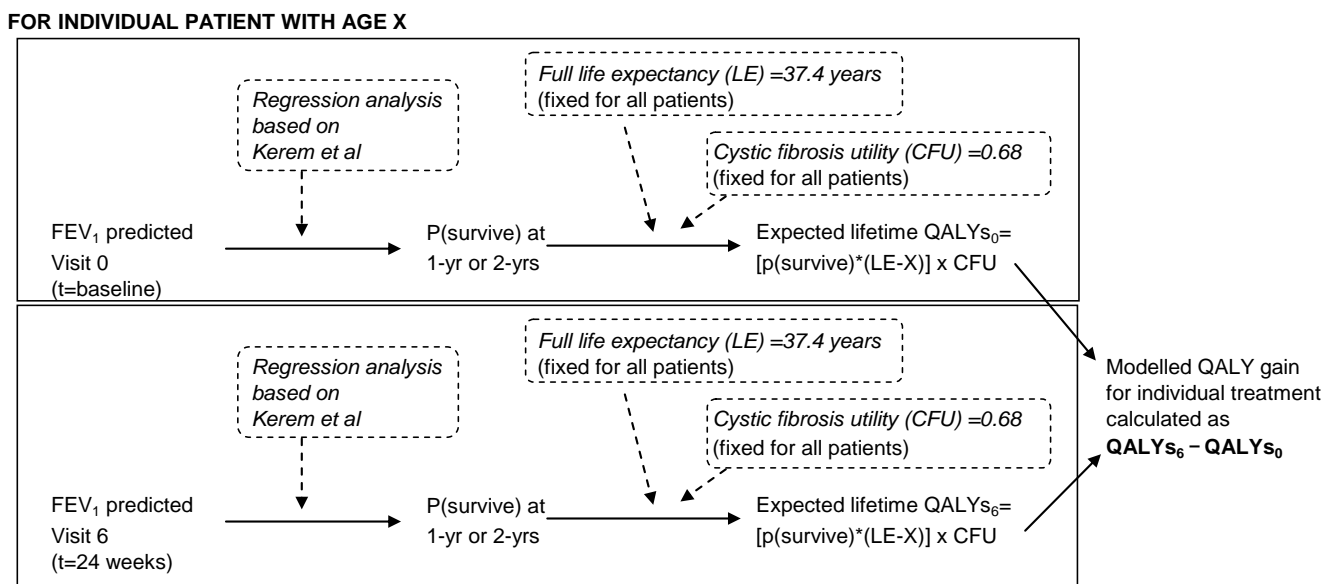 FOR INDIVIDUAL PATIENT WITH AGE X
Full life expectancy (LE) =37.4 years
(fixed for all patients)
Regression analysis
based on
Kerem et al
Cystic fibrosis utility (CFU) =0.68
(fixed for all patients)
FEV₁ predicted
Visit 0
(t=baseline)
P(survive) at
1-yr or 2-yrs
Expected lifetime QALYs₀=
[p(survive)*(LE-X)] x CFU
Full life expectancy (LE) =37.4 years
(fixed for all patients)
Regression analysis
based on
Kerem et al
Cystic fibrosis utility (CFU) =0.68
(fixed for all patients)
FEV₁ predicted
Visit 6
(t=24 weeks)
P(survive) at
1-yr or 2-yrs
Expected lifetime QALYs₆=
[p(survive)*(LE-X)] x CFU
Modelled QALY gain
for individual treatment
calculated as
QALYs₆ – QALYs₀